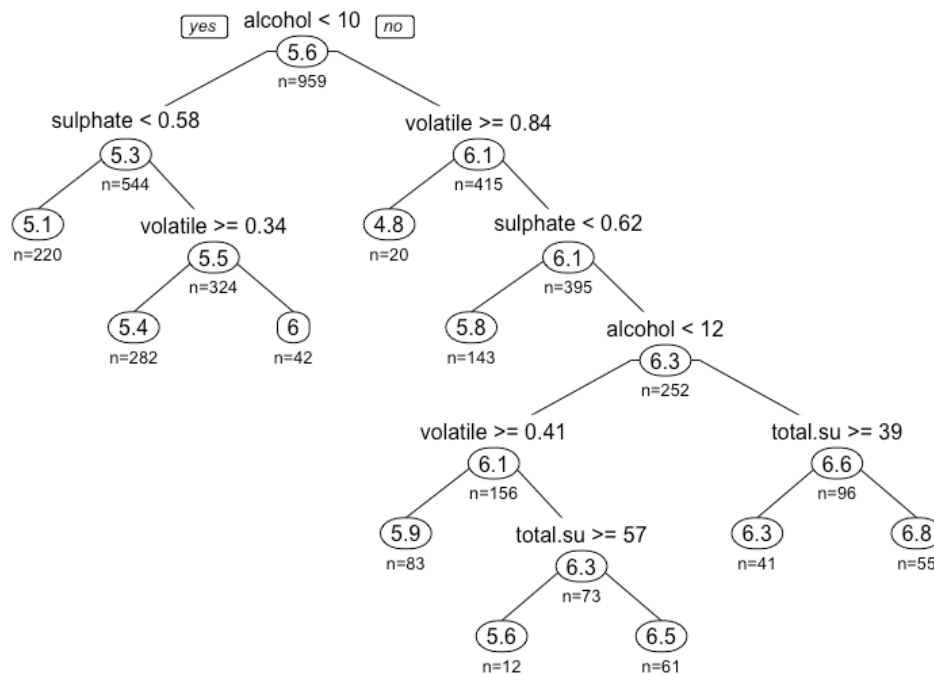 yes alcohol < 10 no
5.6
n=959
sulphate < 0.58 volatile >= 0.84
5.3 6.1
n=544 n=415
5.1 volatile >= 0.34 4.8 sulphate < 0.62
n=220 5.5 n=20 6.1
n=324 n=395
5.4 6 5.8 alcohol < 12
n=282 n=42 n=143 6.3
n=252
volatile >= 0.41 total.su >= 39
6.1 6.6
n=156 n=96
5.9 total.su >= 57 6.3 6.8
n=83 6.3 n=41 n=55
n=73
5.6 6.5
n=12 n=61